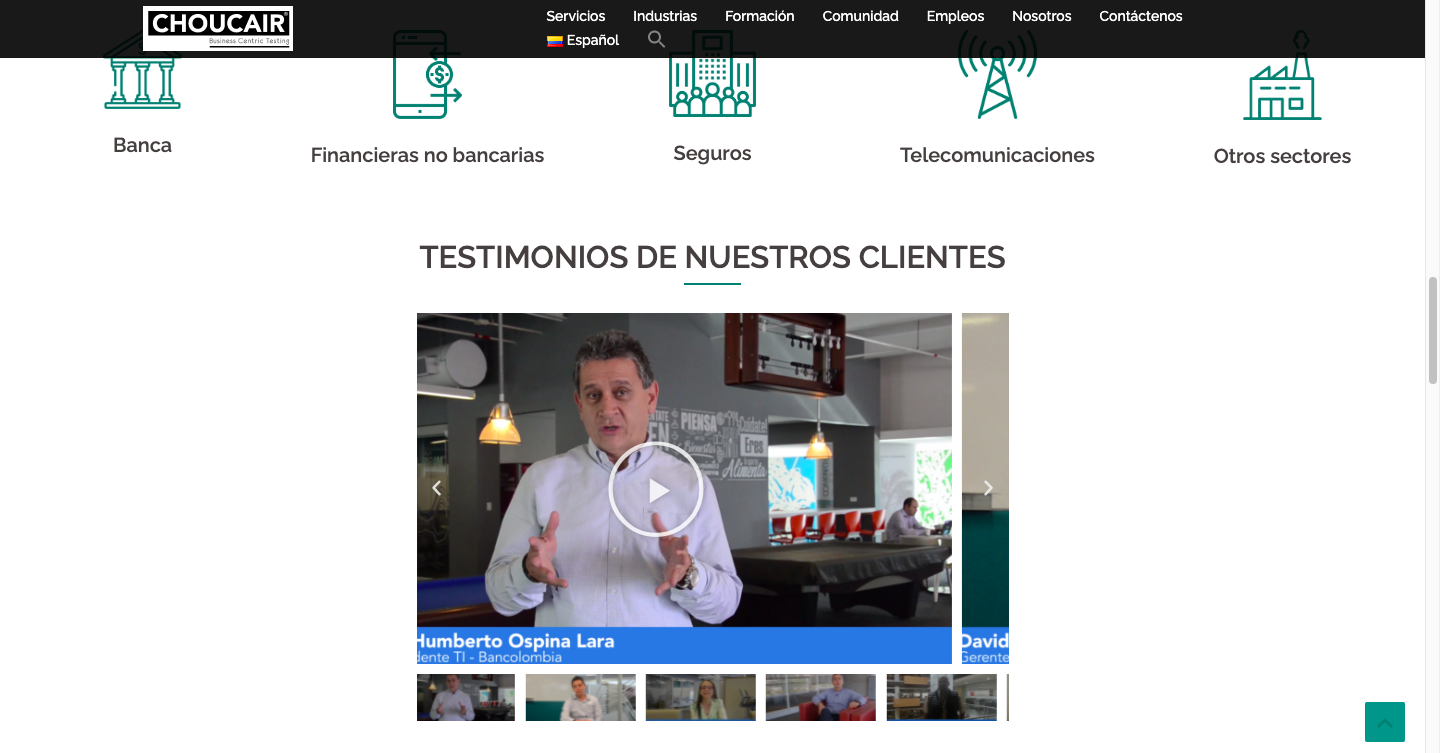 CHOUCAIR®
Business Centric Testing
Servicios Industrias Formación Comunidad Empleos Nosotros Contáctenos
Español
Banca
Financieras no bancarias
Seguros
Telecomunicaciones
Otros sectores
TESTIMONIOS DE NUESTROS CLIENTES
PIENSA
Eres
Alimenta
Humberto Ospina Lara
dente TI - Bancolombia
David
Gerente